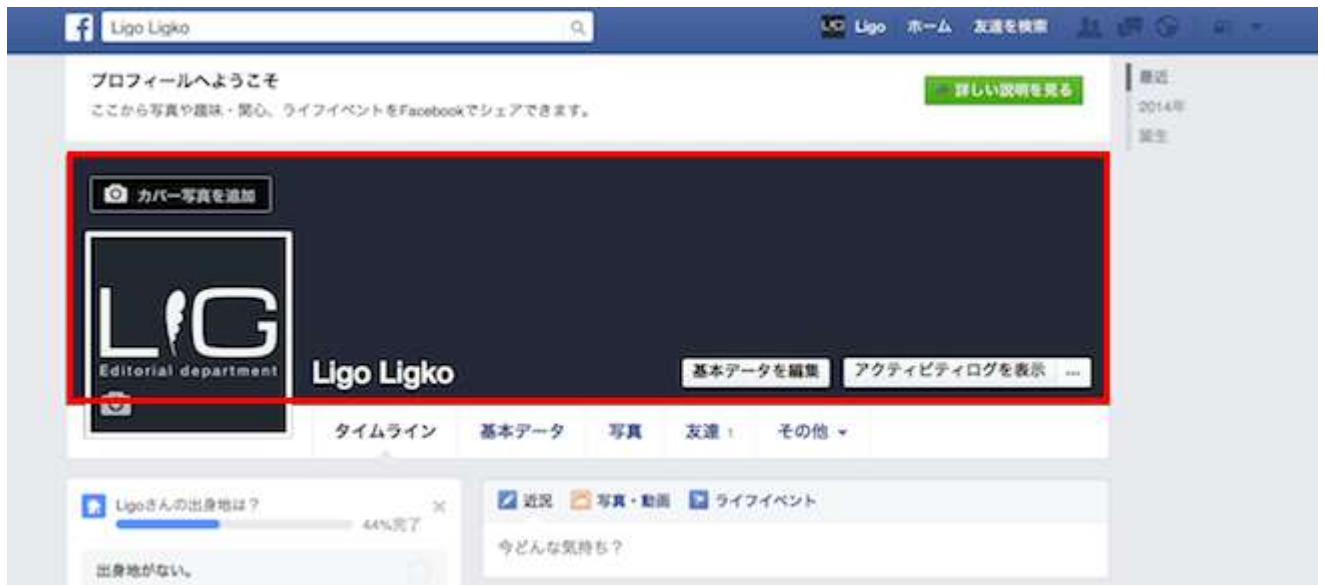 Ligo Ligko
Ligo ホーム 友達を検索
プロフィールへようこそ
ここから写真や趣味・関心、ライフイベントをFacebookでシェアできます。
詳しい説明を見る
最近
2014年
誕生
カバー写真を追加
LIG
Editorial department
Ligo Ligko
基本データを編集 アクティビティログを表示 ...
タイムライン 基本データ 写真 友達 1 その他
Ligoさんの出身地は？
44%完了
出身地がない。
近況 写真・動画 ライフイベント
今どんな気持ち？